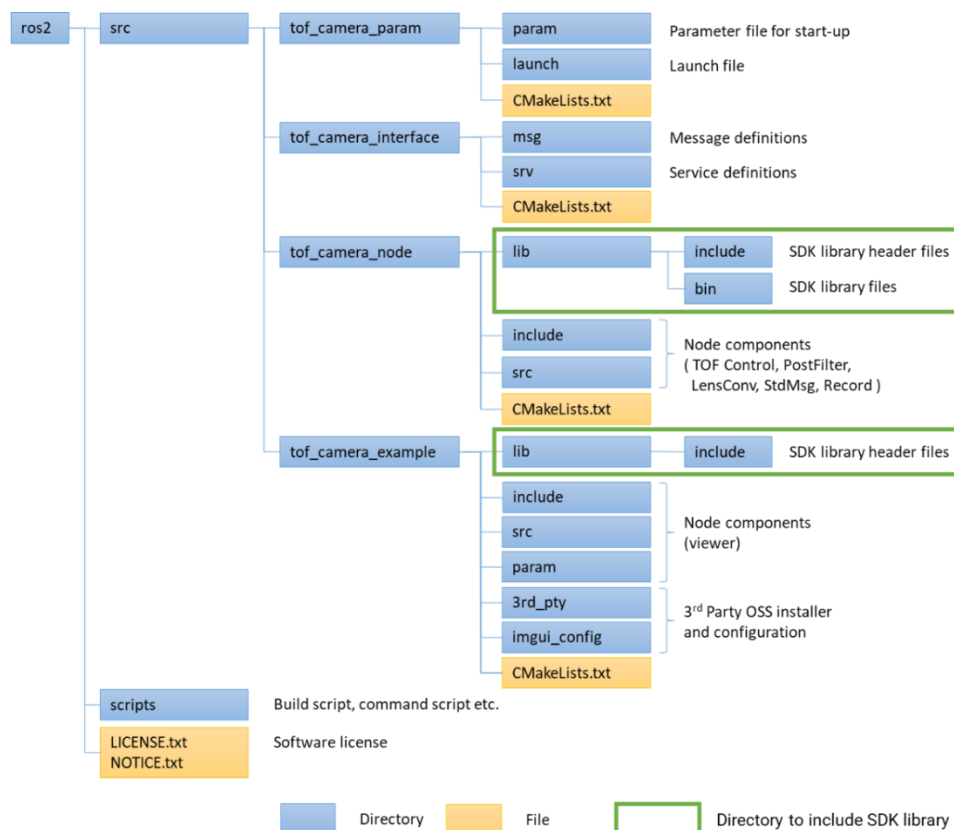 ros2
src
tof_camera_param
param
Parameter file for start-up
launch
Launch file
CMakeLists.txt
tof_camera_interface
msg
Message definitions
srv
Service definitions
CMakeLists.txt
tof_camera_node
lib
include
SDK library header files
bin
SDK library files
include
src
Node components
( TOF Control, PostFilter,
LensConv, StdMsg, Record )
CMakeLists.txt
tof_camera_example
lib
include
SDK library header files
include
src
param
Node components
(viewer)
3rd_pty
imgui_config
3rd Party OSS installer
and configuration
CMakeLists.txt
scripts
Build script, command script etc.
LICENSE.txt
NOTICE.txt
Software license
Directory
File
Directory to include SDK library